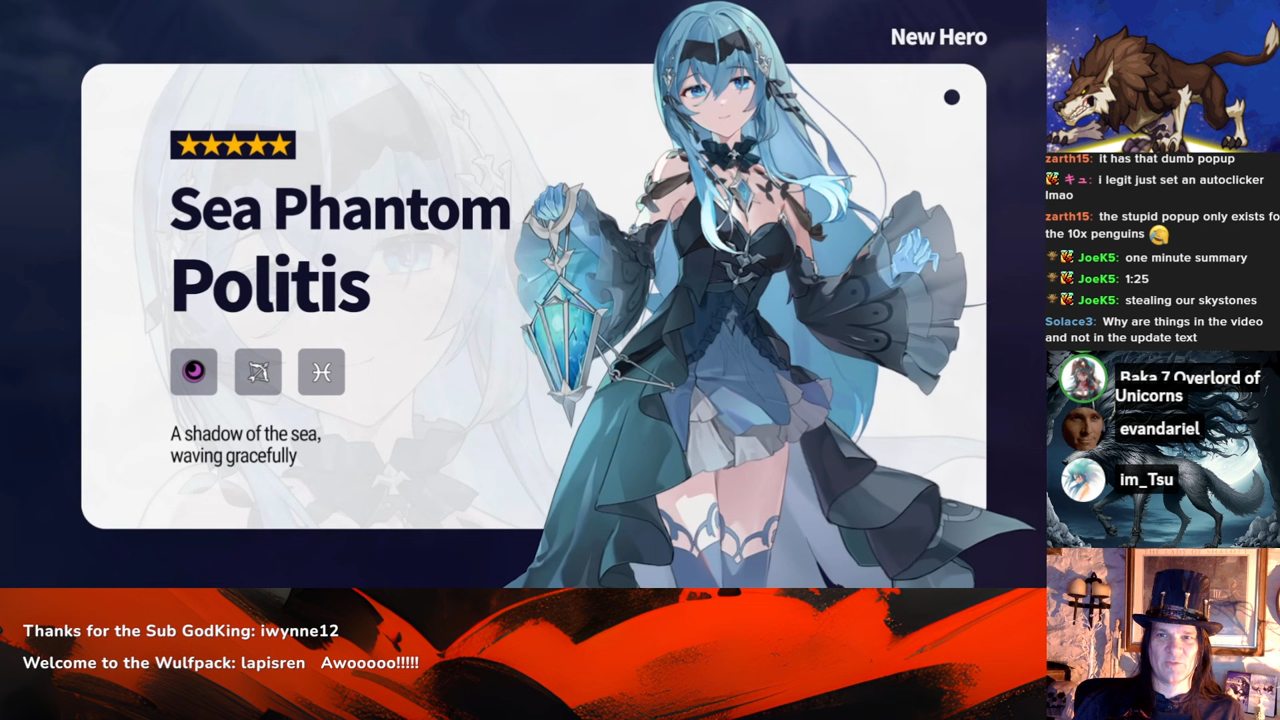 New Hero
Sea Phantom
Politis
A shadow of the sea,
waving gracefully
zarth15: it has that dumb popup
キュ: i legit just set an autoclicker
lmao
zarth15: the stupid popup only exists fo
the 10x penguins
JoeK5: one minute summary
JoeK5: 1:25
JoeK5: stealing our skystones
Solace3: Why are things in the video
and not in the update text
Baka 7 Overlord of
Unicorns
evandariel
im_Tsu
Thanks for the Sub GodKing: iwynne12
Welcome to the Wulfpack: lapisren Awooooo!!!!!